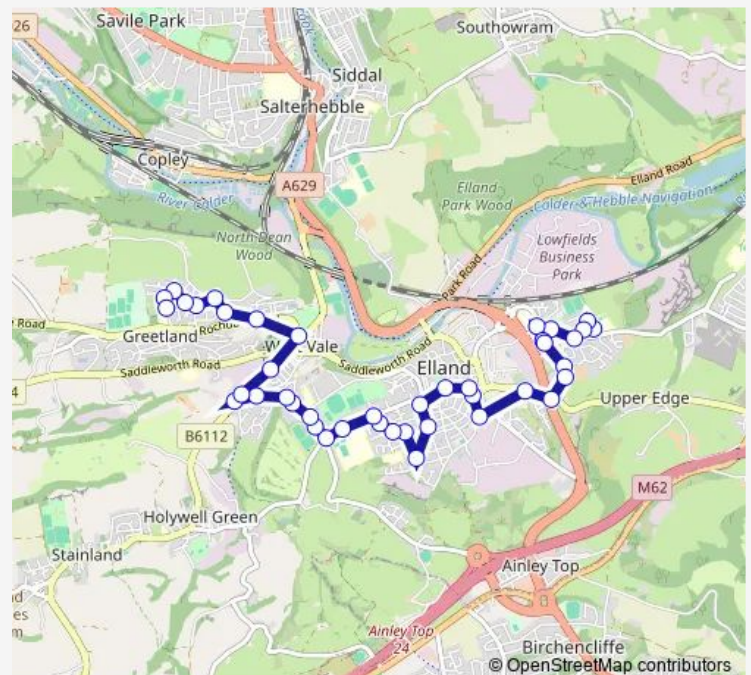 26
Savile Park
Southowram
Siddal
Salterhebble
Copley
A629
River Calder
Elland Road
Elland
Park Wood
Calder & Hebble Navigation
North Dean
Wood
Lowfields
Business
Park
Park Road
Road
Greetland
West Vale
Saddleworth Road
Saddleworth Road
Elland
4
Upper Edge
B6112
M62
Holywell Green
Stainland
Ainley Top
Ainley Top
24
Birchencliffe
© OpenStreetMap contributors